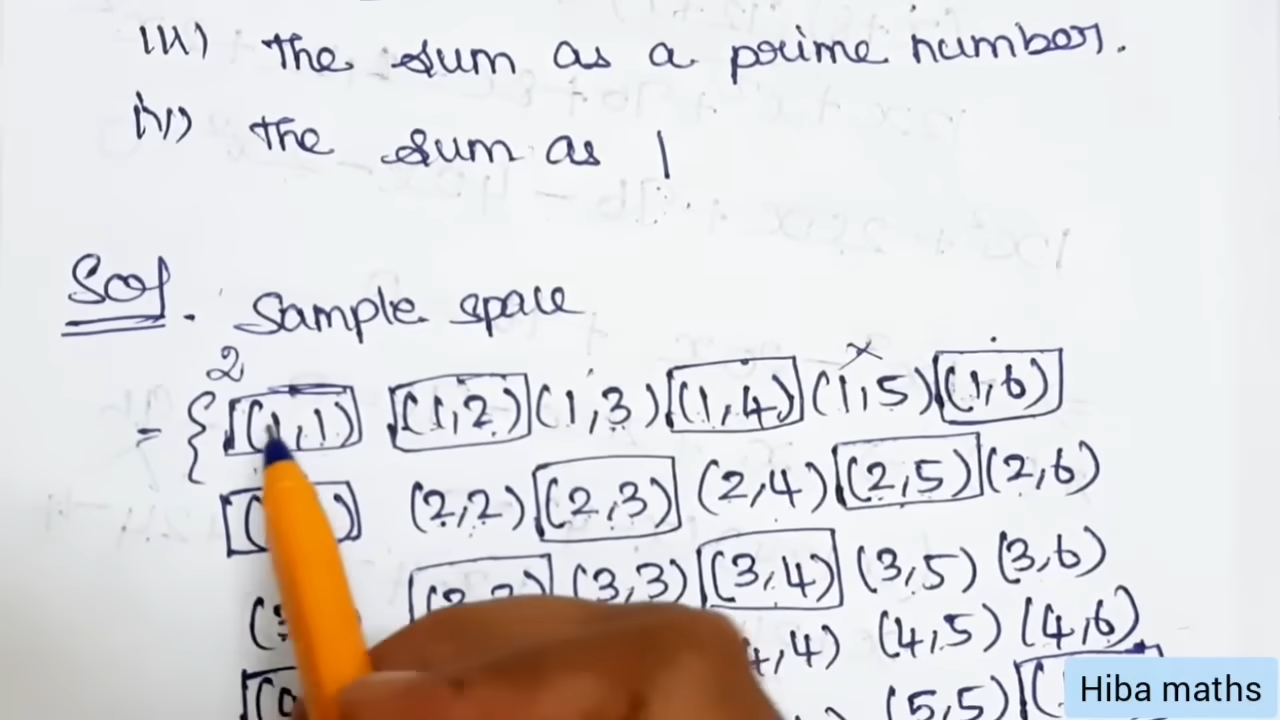 iii) The sum as a prime number.
iv) The sum as 1
Sol. Sample space
2
= { (1,1) (1,2) (1,3) (1,4) (1,5) (1,6)
(2,2) (2,3) (2,4) (2,5) (2,6)
(3,3) (3,4) (3,5) (3,6)
(4,5) (4,6)
(5,5)
Hiba maths